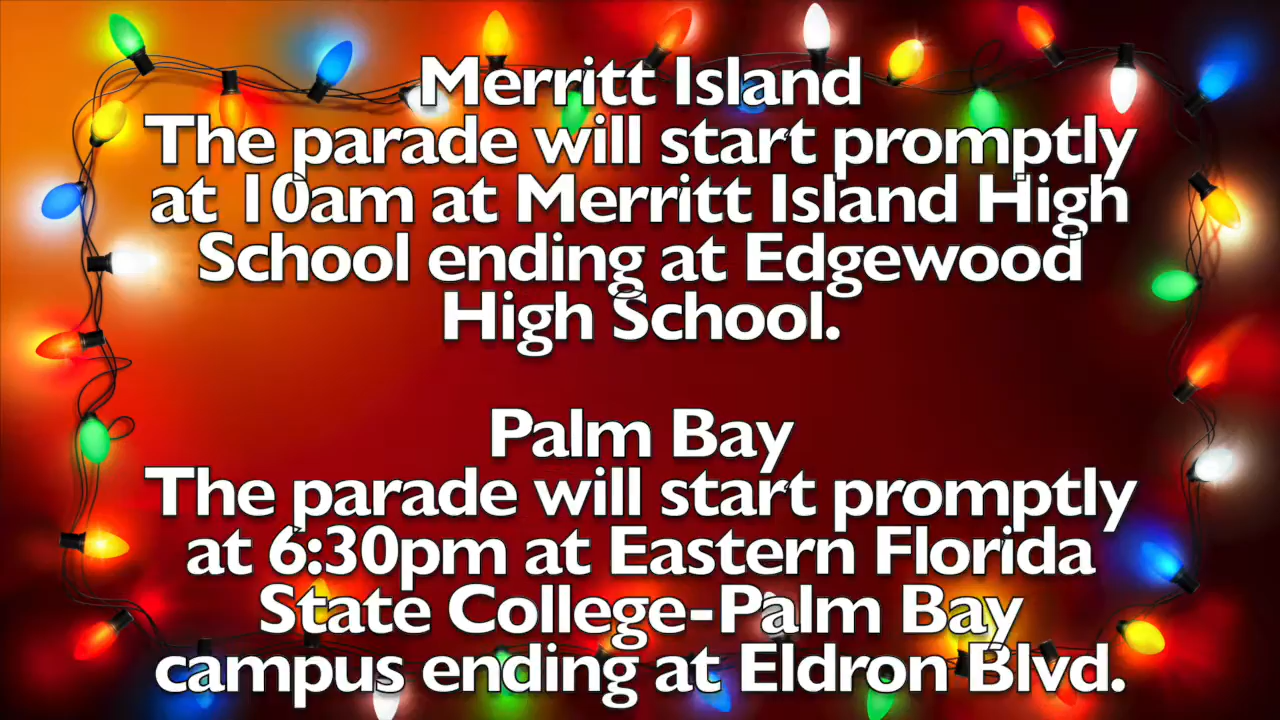 Merritt Island
The parade will start promptly
at 10am at Merritt Island High
School ending at Edgewood
High School.
Palm Bay
The parade will start promptly
at 6:30pm at Eastern Florida
State College-Palm Bay
campus ending at Eldron Blvd.